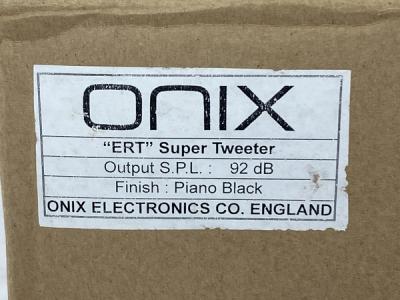 ONIX
“ERT” Super Tweeter
Output S.P.L : 92 dB
Finish : Piano Black
ONIX ELECTRONICS CO. ENGLAND